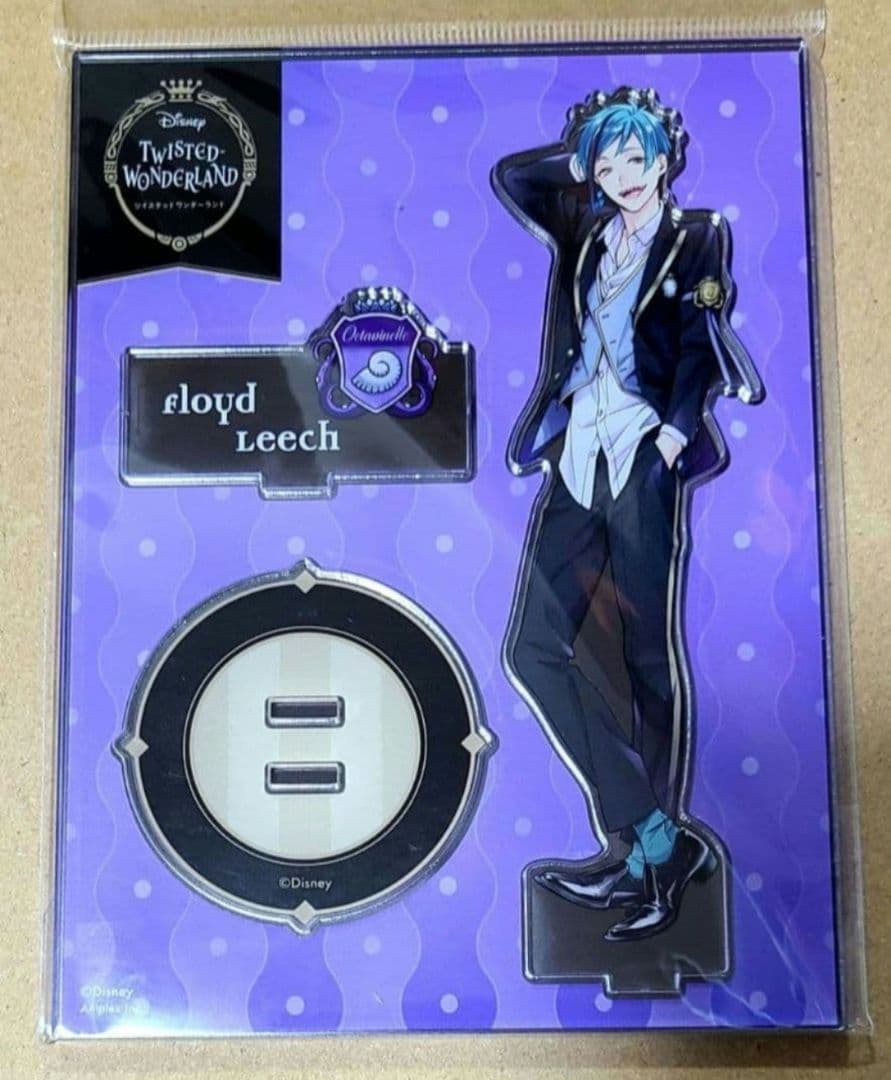 Disney
TWISTED-
WONDERLAND
ツイステッドワンダーランド
Octavinelle
Floyd
Leech
©Disney
©Disney
Aniplex Inc.